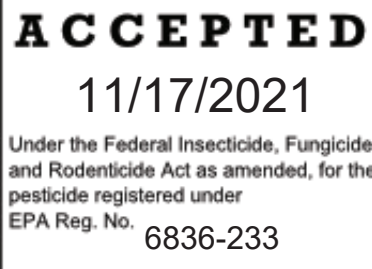 ACCEPTED
11/17/2021
Under the Federal Insecticide, Fungicide
and Rodenticide Act as amended, for the
pesticide registered under
EPA Reg. No. 6836-233